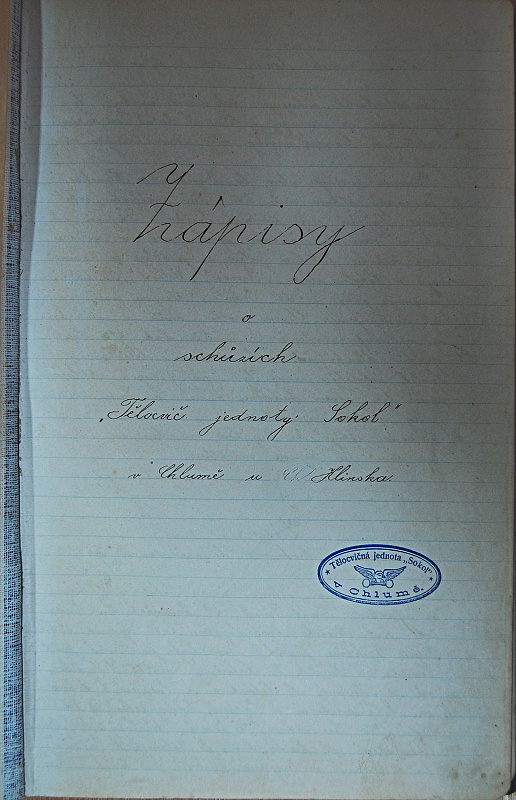 Zápisy
o
schůzích
„Tělocvič. jednoty Sokol"
v Chlumě u Hlinska.
Tělocvičná jednota „Sokol"
v Chlumě.